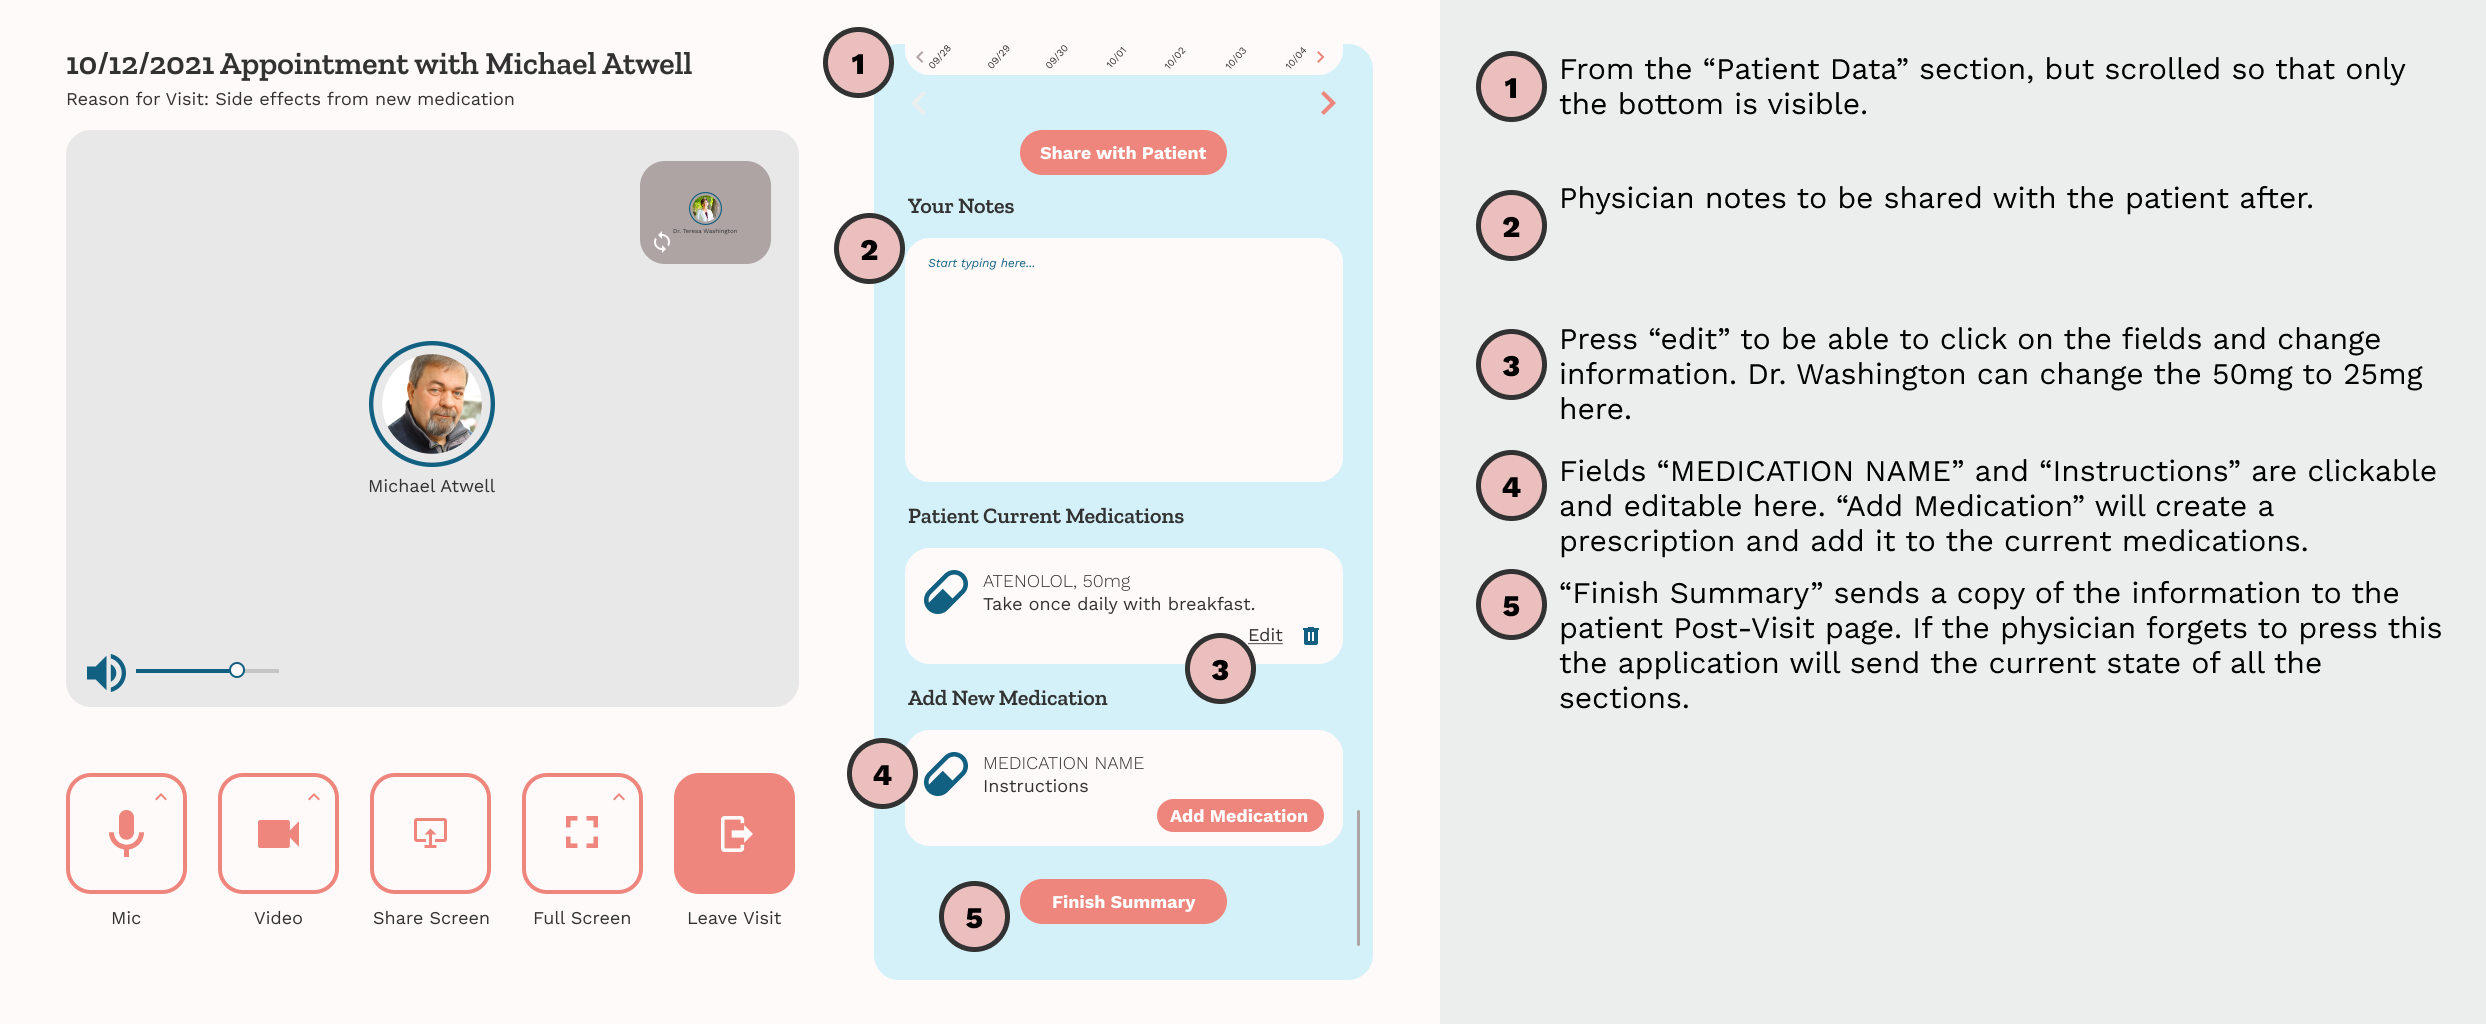 10/12/2021 Appointment with Michael Atwell
Reason for Visit: Side effects from new medication
Dr. Teresa Washington
Michael Atwell
Mic
Video
Share Screen
Full Screen
Leave Visit
1
09/28
09/29
09/30
10/01
10/02
10/03
10/04
Share with Patient
Your Notes
2
Start typing here...
Patient Current Medications
ATENOLOL, 50mg
Take once daily with breakfast.
Edit
3
Add New Medication
4
MEDICATION NAME
Instructions
Add Medication
5
Finish Summary
1
From the “Patient Data” section, but scrolled so that only
the bottom is visible.
2
Physician notes to be shared with the patient after.
3
Press “edit” to be able to click on the fields and change
information. Dr. Washington can change the 50mg to 25mg
here.
4
Fields “MEDICATION NAME” and “Instructions” are clickable
and editable here. “Add Medication” will create a
prescription and add it to the current medications.
5
“Finish Summary” sends a copy of the information to the
patient Post-Visit page. If the physician forgets to press this
the application will send the current state of all the
sections.